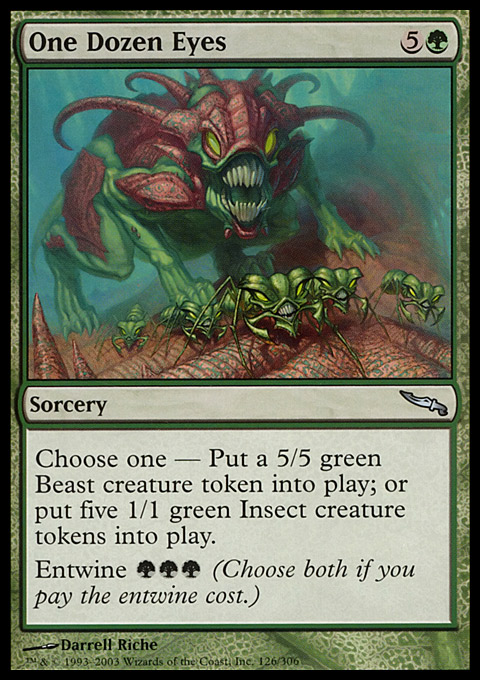 One Dozen Eyes 5
Sorcery
Choose one — Put a 5/5 green
Beast creature token into play; or
put five 1/1 green Insect creature
tokens into play.
Entwine (Choose both if you
pay the entwine cost.)
Darrell Riche
™ & © 1993–2003 Wizards of the Coast, Inc. 126/306